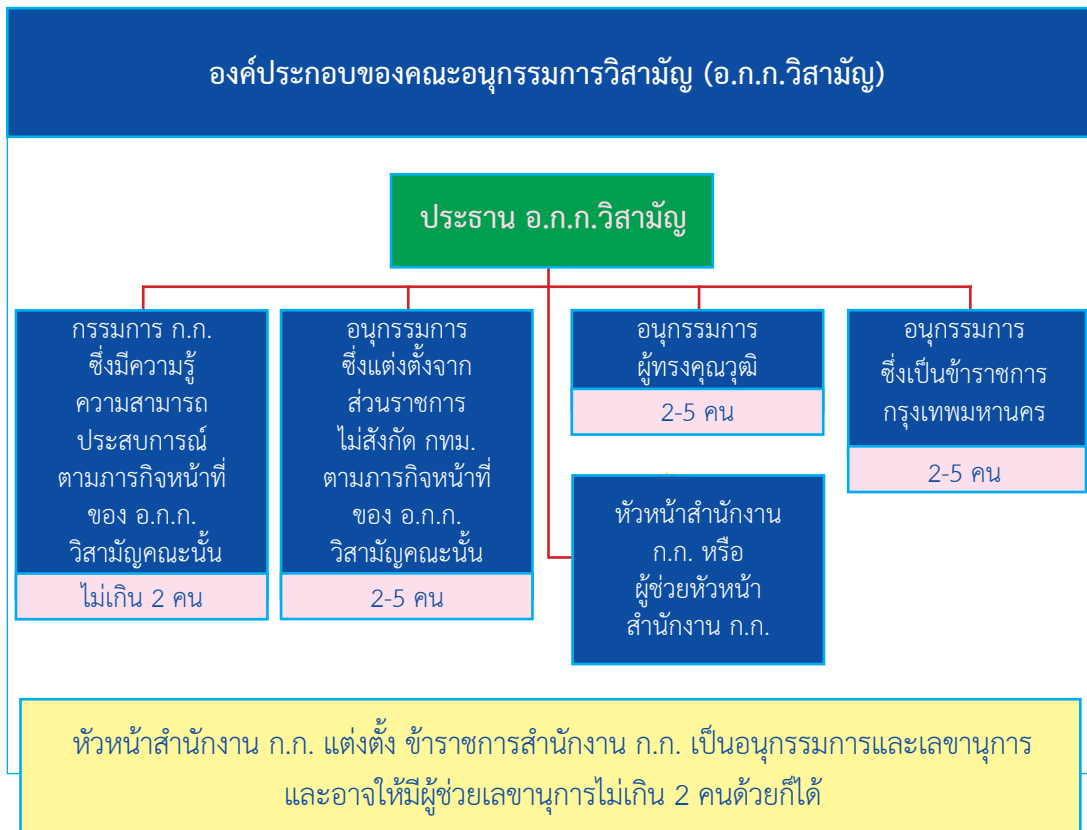 องค์ประกอบของคณะอนุกรรมการวิสามัญ (อ.ก.ก.วิสามัญ)
ประธาน อ.ก.ก.วิสามัญ
กรรมการ ก.ก.
ซึ่งมีความรู้
ความสามารถ
ประสบการณ์
ตามภารกิจหน้าที่
ของ อ.ก.ก.
วิสามัญคณะนั้น
ไม่เกิน 2 คน
อนุกรรมการ
ซึ่งแต่งตั้งจาก
ส่วนราชการ
ไม่สังกัด กทม.
ตามภารกิจหน้าที่
ของ อ.ก.ก.
วิสามัญคณะนั้น
2-5 คน
อนุกรรมการ
ผู้ทรงคุณวุฒิ
2-5 คน
หัวหน้าสำนักงาน
ก.ก. หรือ
ผู้ช่วยหัวหน้า
สำนักงาน ก.ก.
อนุกรรมการ
ซึ่งเป็นข้าราชการ
กรุงเทพมหานคร
2-5 คน
หัวหน้าสำนักงาน ก.ก. แต่งตั้ง ข้าราชการสำนักงาน ก.ก. เป็นอนุกรรมการและเลขานุการ
และอาจให้มีผู้ช่วยเลขานุการไม่เกิน 2 คนด้วยก็ได้